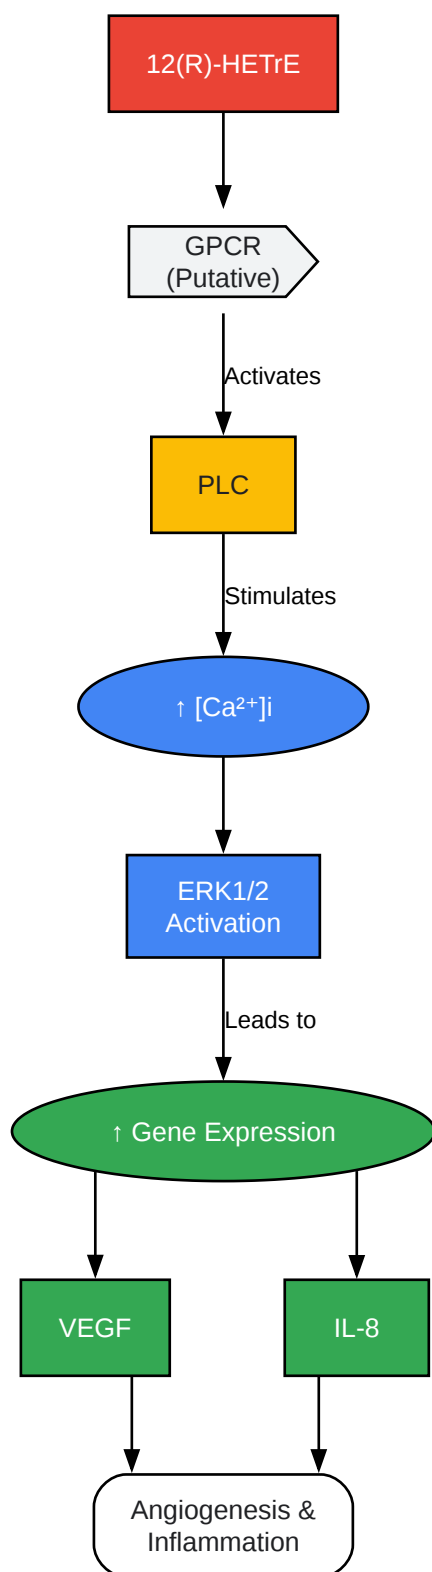 12(R)-HETrE
GPCR
(Putative)
Activates
PLC
Stimulates
↑ [Ca²⁺]i
ERK1/2
Activation
Leads to
↑ Gene Expression
VEGF
IL-8
Angiogenesis &
Inflammation